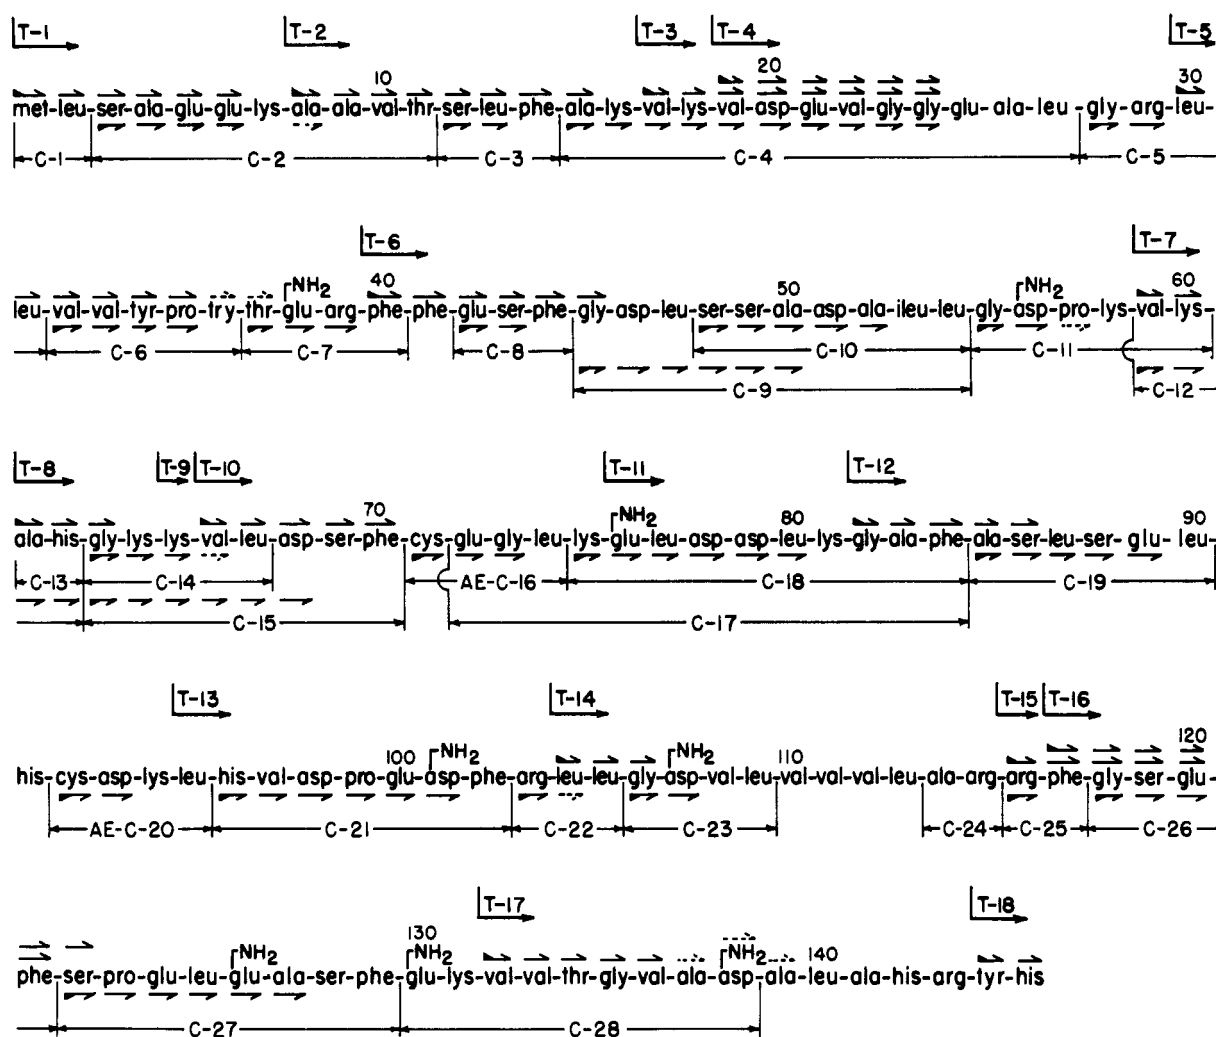 T-1 T-2 T-3 T-4 T-5
10 20 30
met-leu-ser-ala-glu-glu-lys-ala-ala-val-thr-ser-leu-phe-ala-lys-val-lys-val-asp-glu-val-gly-gly-glu-ala-leu-gly-arg-leu-
C-1 C-2 C-3 C-4 C-5
T-6 T-7
NH2 40 50 NH2 60
leu-val-val-tyr-pro-try-thr-glu-arg-phe-phe-glu-ser-phe-gly-asp-leu-ser-ser-ala-asp-ala-ileu-leu-gly-asp-pro-lys-val-lys-
C-6 C-7 C-8 C-10 C-11
C-9 C-12
T-8 T-9 T-10 T-11 T-12
70 NH2 80 90
ala-his-gly-lys-lys-val-leu-asp-ser-phe-cys-glu-gly-leu-lys-glu-leu-asp-asp-leu-lys-gly-ala-phe-ala-ser-leu-ser-glu-leu-
C-13 C-14 AE-C-16 C-18 C-19
C-15 C-17
T-13 T-14 T-15 T-16
100 NH2 NH2 110 120
his-cys-asp-lys-leu-his-val-asp-pro-glu-asp-phe-arg-leu-leu-gly-asp-val-leu-val-val-val-leu-ala-arg-arg-phe-gly-ser-glu-
AE-C-20 C-21 C-22 C-23 C-24 C-25 C-26
T-17 T-18
NH2 130 NH2 NH2 140
phe-ser-pro-glu-leu-glu-ala-ser-phe-glu-lys-val-val-thr-gly-val-ala-asp-ala-leu-ala-his-arg-tyr-his
C-27 C-28